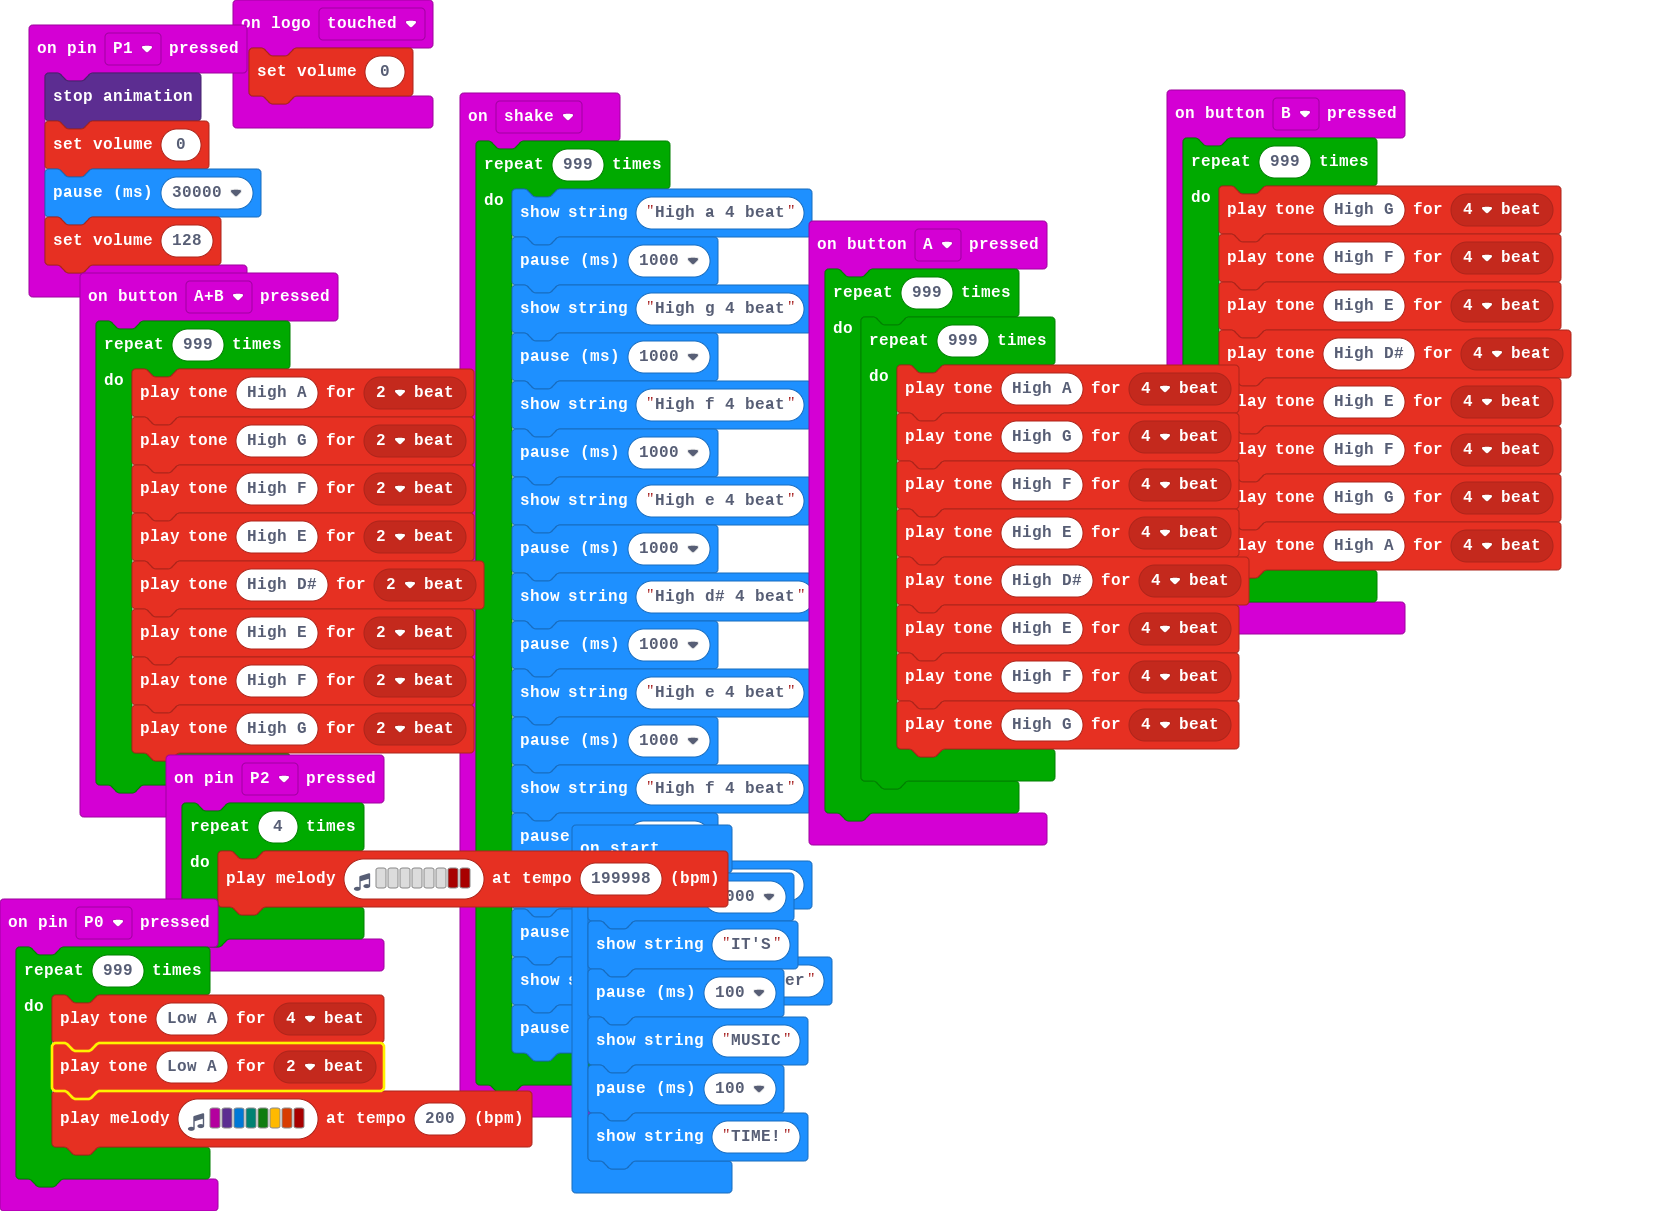 on logo touched
set volume 0
on pin P1 pressed
stop animation
set volume 0
pause (ms) 30000
set volume 128
on button A+B pressed
repeat 999 times
do
play tone High A for 2 beat
play tone High G for 2 beat
play tone High F for 2 beat
play tone High E for 2 beat
play tone High D# for 2 beat
play tone High E for 2 beat
play tone High F for 2 beat
play tone High G for 2 beat
on pin P2 pressed
repeat 4 times
do
play melody at tempo 199998 (bpm)
on pin P0 pressed
repeat 999 times
do
play tone Low A for 4 beat
play tone Low A for 2 beat
play melody at tempo 200 (bpm)
on shake
repeat 999 times
do
show string "High a 4 beat"
pause (ms) 1000
show string "High g 4 beat"
pause (ms) 1000
show string "High f 4 beat"
pause (ms) 1000
show string "High e 4 beat"
pause (ms) 1000
show string "High d# 4 beat"
pause (ms) 1000
show string "High e 4 beat"
pause (ms) 1000
show string "High f 4 beat"
pause
pause
show
pause
on start
show string "IT'S"
pause (ms) 100
show string "MUSIC"
pause (ms) 100
show string "TIME!"
on button A pressed
repeat 999 times
do
repeat 999 times
do
play tone High A for 4 beat
play tone High G for 4 beat
play tone High F for 4 beat
play tone High E for 4 beat
play tone High D# for 4 beat
play tone High E for 4 beat
play tone High F for 4 beat
play tone High G for 4 beat
on button B pressed
repeat 999 times
do
play tone High G for 4 beat
play tone High F for 4 beat
play tone High E for 4 beat
play tone High D# for 4 beat
play tone High E for 4 beat
play tone High F for 4 beat
play tone High G for 4 beat
play tone High A for 4 beat